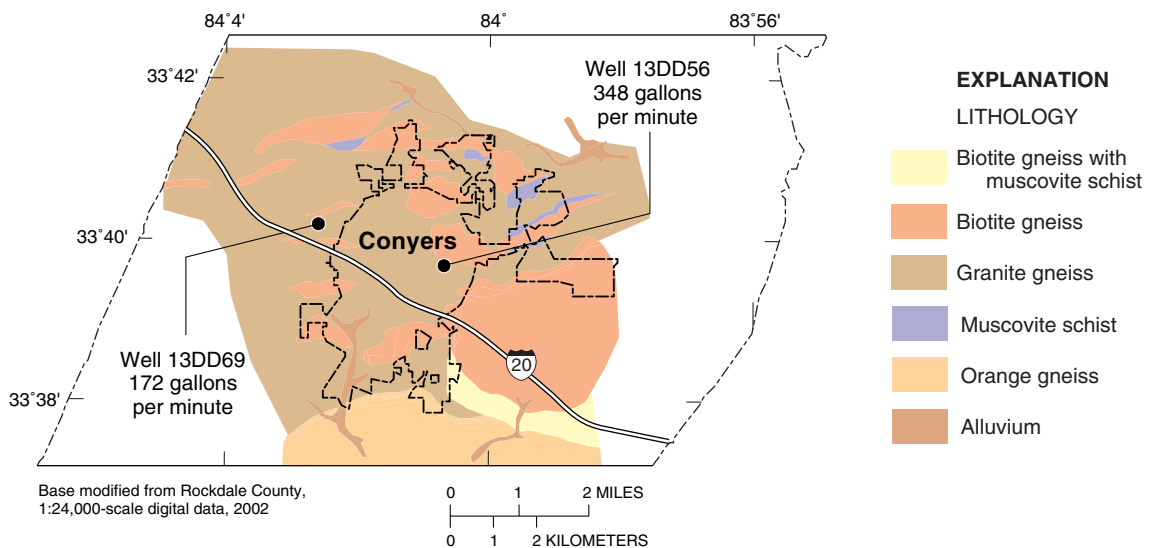 84˚4'
84˚
83˚56'
33˚42'
33˚40'
33˚38'
Well 13DD56
348 gallons
per minute
Conyers
Well 13DD69
172 gallons
per minute
20
EXPLANATION
LITHOLOGY
Biotite gneiss with
muscovite schist
Biotite gneiss
Granite gneiss
Muscovite schist
Orange gneiss
Alluvium
Base modified from Rockdale County,
1:24,000-scale digital data, 2002
0 1 2 MILES
0 1 2 KILOMETERS